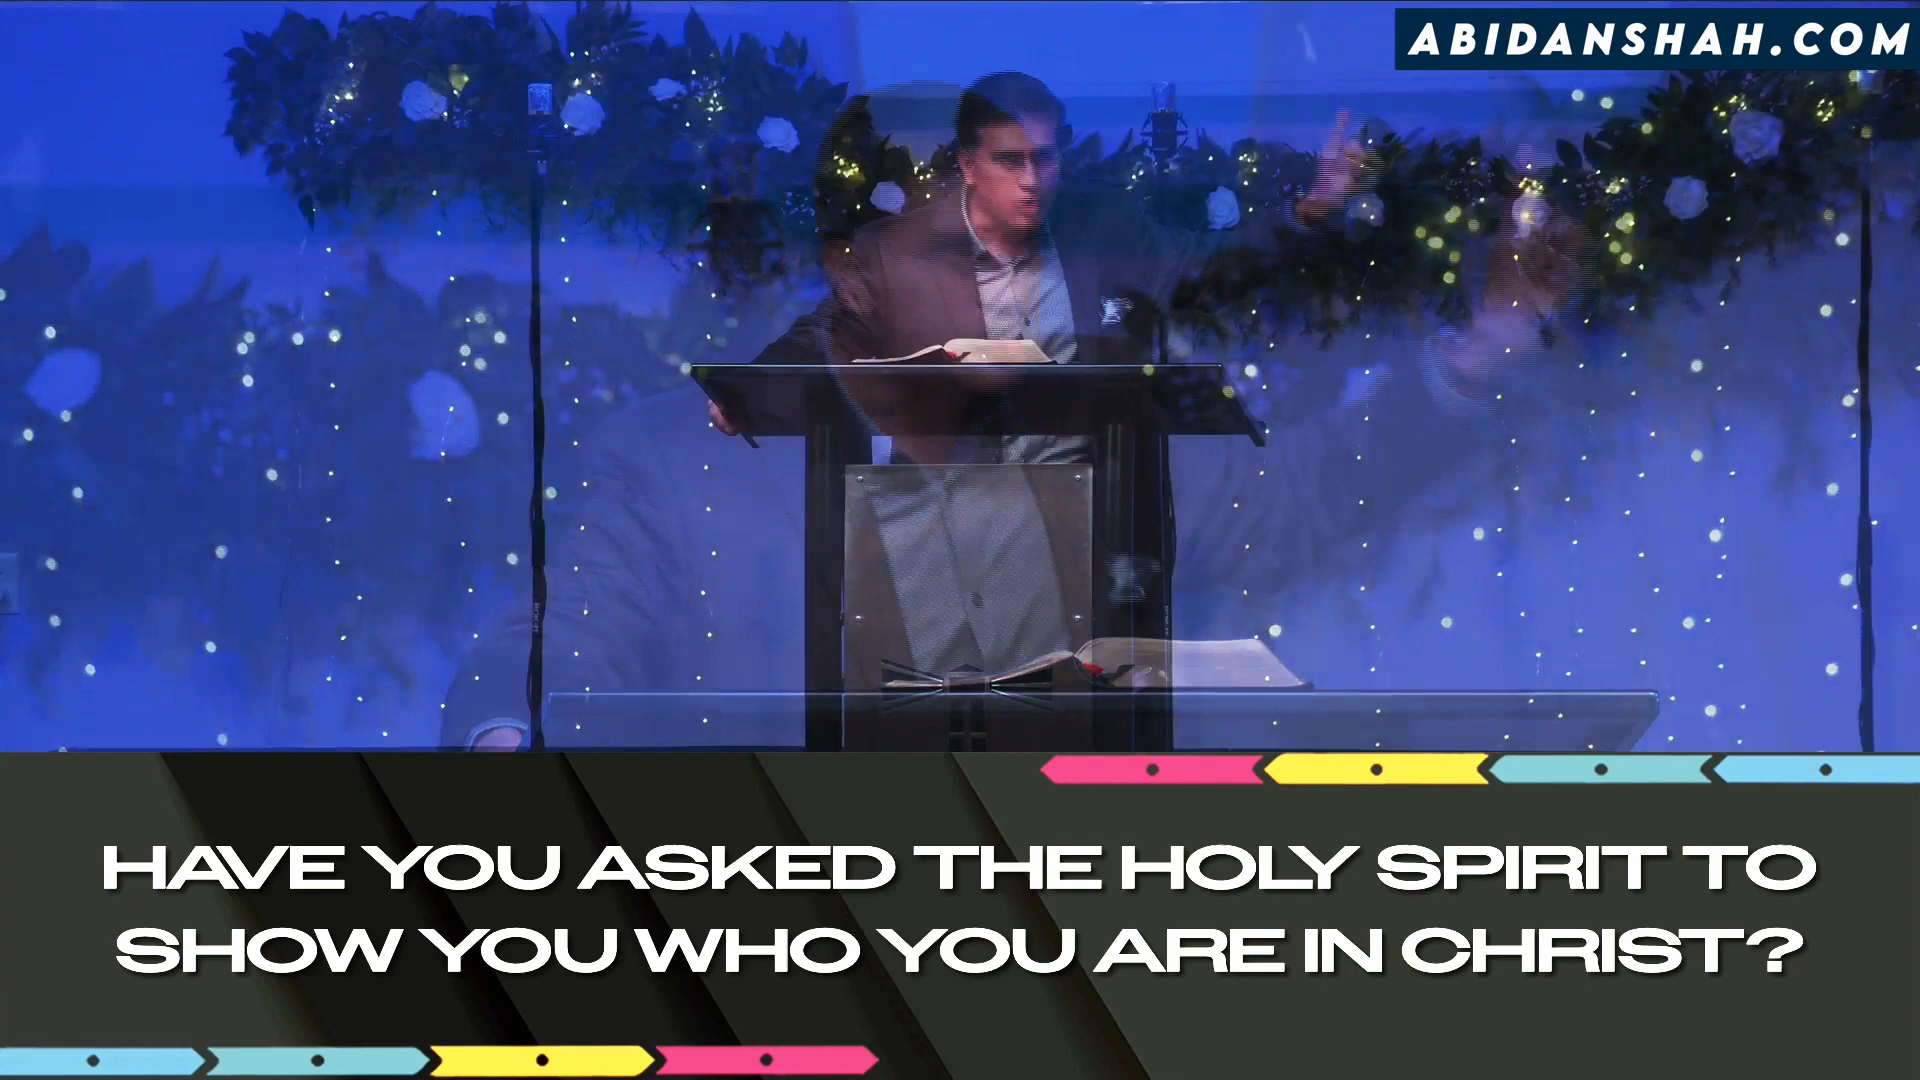 ABIDANSHAH.COM
HAVE YOU ASKED THE HOLY SPIRIT TO
SHOW YOU WHO YOU ARE IN CHRIST?